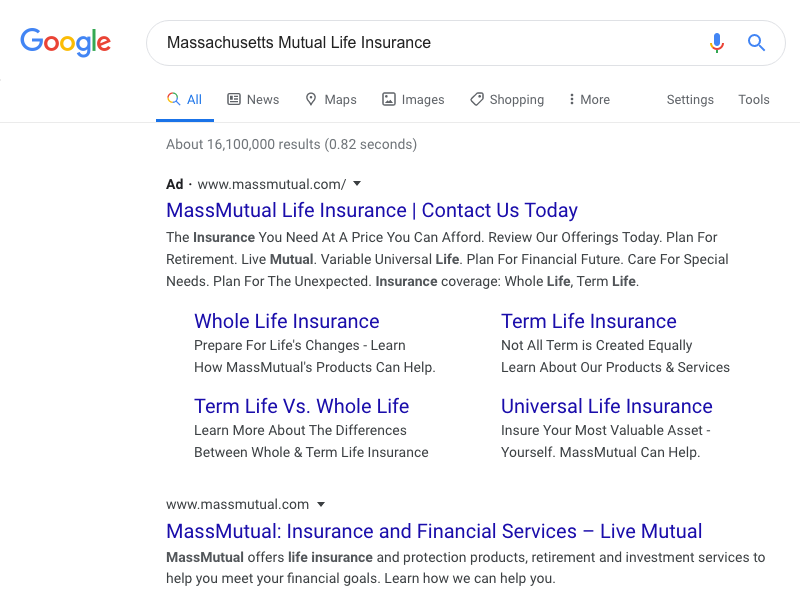 Google
Massachusetts Mutual Life Insurance
All News Maps Images Shopping More Settings Tools
About 16,100,000 results (0.82 seconds)
Ad · www.massmutual.com/
MassMutual Life Insurance | Contact Us Today
The Insurance You Need At A Price You Can Afford. Review Our Offerings Today. Plan For
Retirement. Live Mutual. Variable Universal Life. Plan For Financial Future. Care For Special
Needs. Plan For The Unexpected. Insurance coverage: Whole Life, Term Life.
Whole Life Insurance
Prepare For Life's Changes - Learn
How MassMutual's Products Can Help.
Term Life Insurance
Not All Term is Created Equally
Learn About Our Products & Services
Term Life Vs. Whole Life
Learn More About The Differences
Between Whole & Term Life Insurance
Universal Life Insurance
Insure Your Most Valuable Asset -
Yourself. MassMutual Can Help.
www.massmutual.com
MassMutual: Insurance and Financial Services – Live Mutual
MassMutual offers life insurance and protection products, retirement and investment services to
help you meet your financial goals. Learn how we can help you.